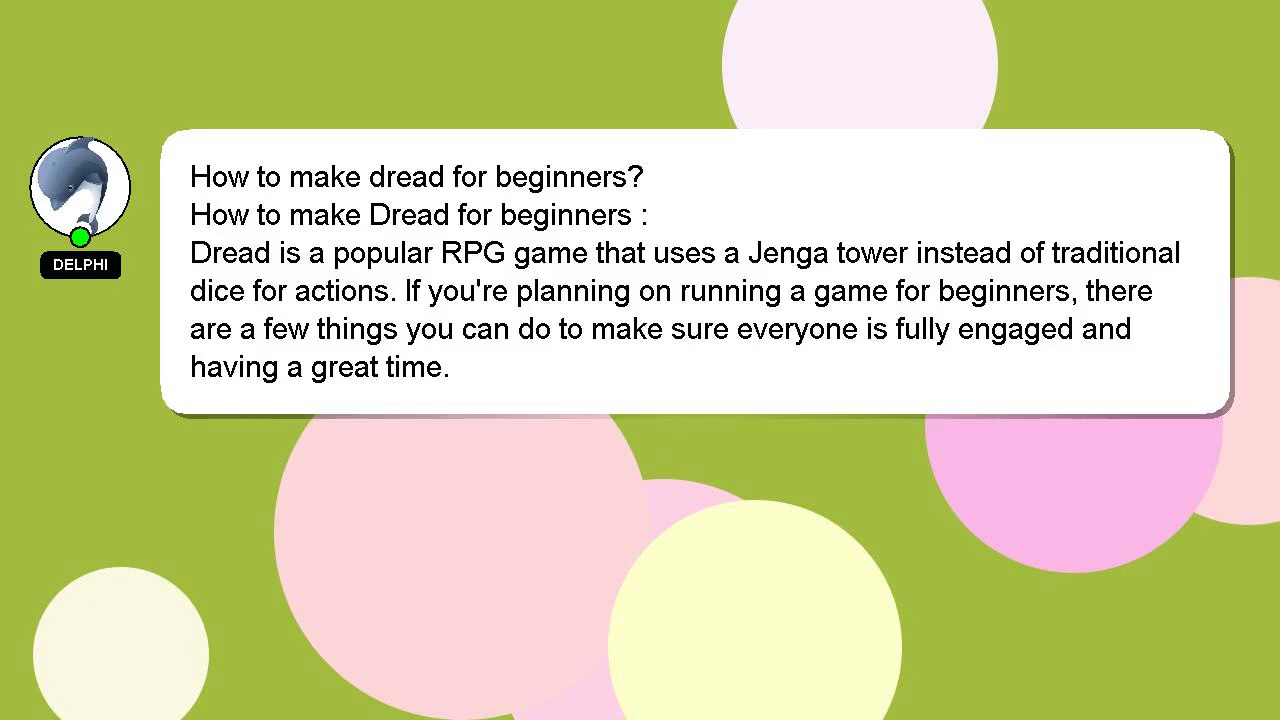 How to make dread for beginners?
How to make Dread for beginners :
Dread is a popular RPG game that uses a Jenga tower instead of traditional
dice for actions. If you're planning on running a game for beginners, there
are a few things you can do to make sure everyone is fully engaged and
having a great time.
DELPHI